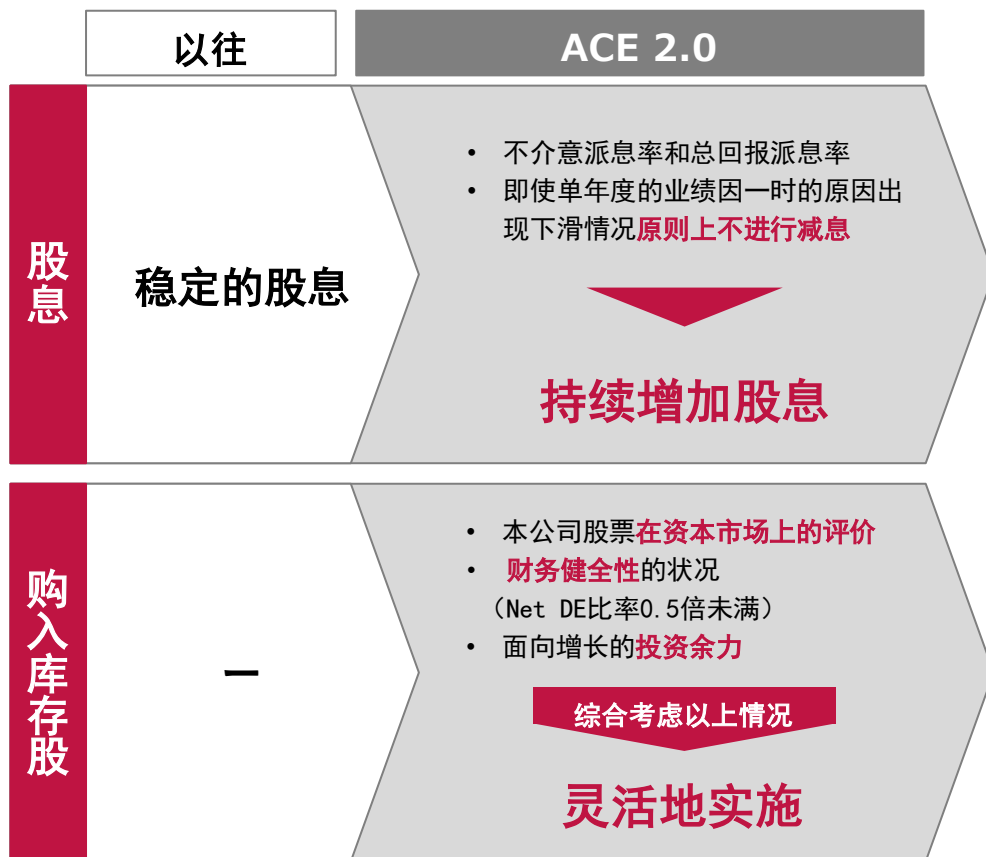 以往
ACE 2.0
股息
稳定的股息
• 不介意派息率和总回报派息率
• 即使单年度的业绩因一时的原因出
现下滑情况原则上不进行减息
持续增加股息
购入库存股
—
• 本公司股票在资本市场上的评价
• 财务健全性的状况
（Net DE比率0.5倍未满）
• 面向增长的投资余力
综合考虑以上情况
灵活地实施